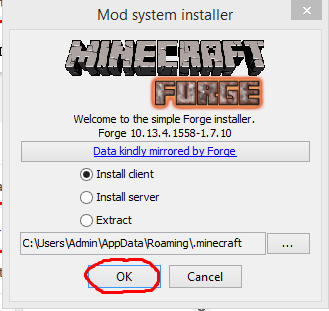 Mod system installer
MINECRAFT
FORGE
Welcome to the simple Forge installer.
Forge 10.13.4.1558-1.7.10
Data kindly mirrored by Forge
Install client
Install server
Extract
C:\Users\Admin\AppData\Roaming\.minecraft
...
OK
Cancel